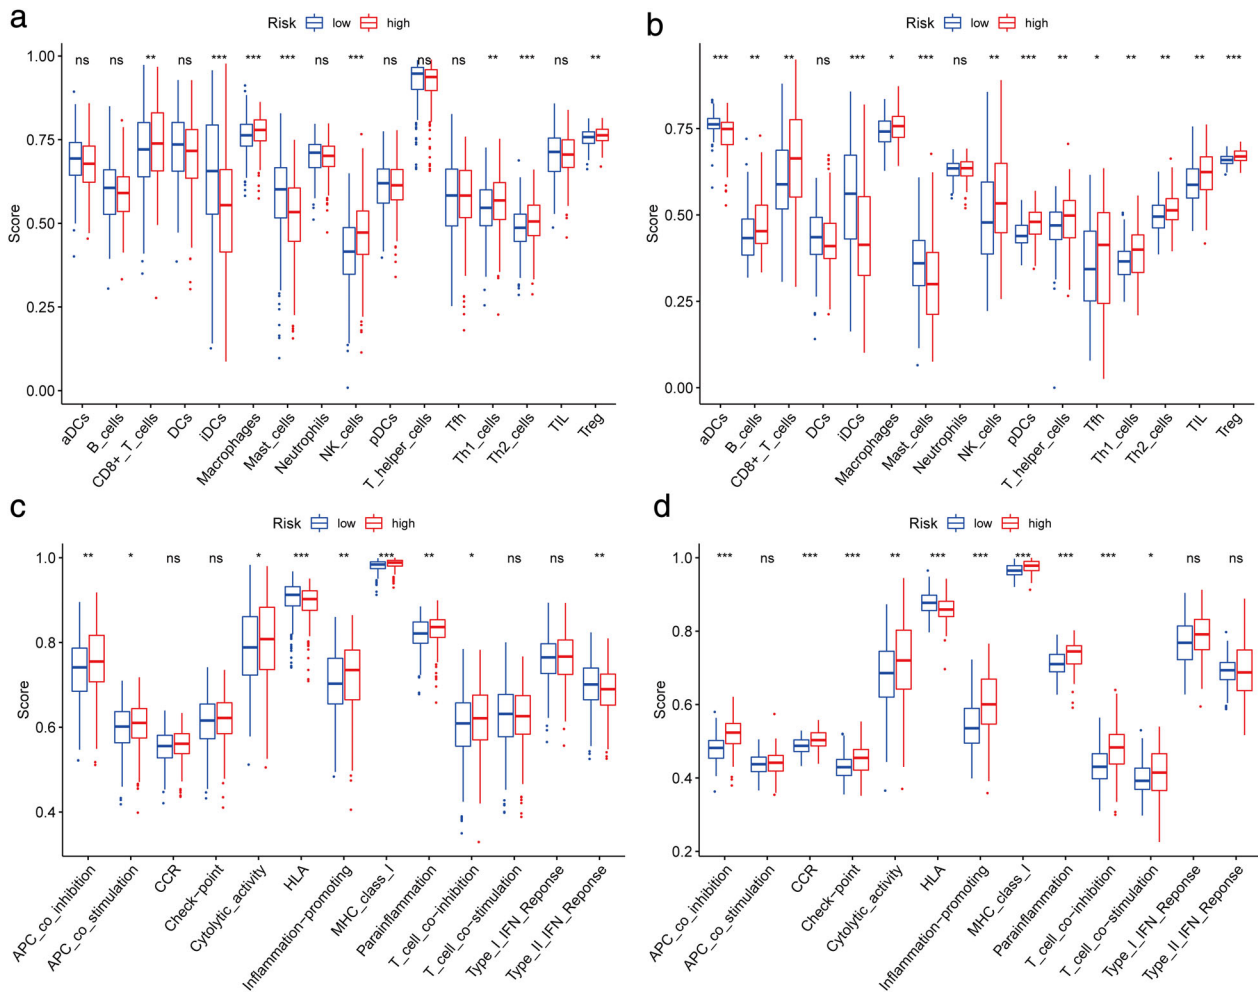 a
Risk low high
Score
1.00
0.75
0.50
0.25
0.00
ns ns ** ns *** *** *** ns *** ns ns ns ** *** ns **
aDCs
B_cells
CD8+_T_cells
DCs
iDCs
Macrophages
Mast_cells
Neutrophils
NK_cells
pDCs
T_helper_cells
Tfh
Th1_cells
Th2_cells
TIL
Treg
b
Risk low high
Score
0.75
0.50
0.25
0.00
*** ** ** ns *** * *** ns ** *** ** * ** ** ** ***
aDCs
B_cells
CD8+_T_cells
DCs
iDCs
Macrophages
Mast_cells
Neutrophils
NK_cells
pDCs
T_helper_cells
Tfh
Th1_cells
Th2_cells
TIL
Treg
c
Risk low high
Score
1.0
0.8
0.6
0.4
** * ns ns * *** ** *** ** * ns ns **
APC_co_inhibition
APC_co_stimulation
CCR
Check-point
Cytolytic_activity
HLA
Inflammation-promoting
MHC_class_I
Parainflammation
T_cell_co-inhibition
T_cell_co-stimulation
Type_I_IFN_Reponse
Type_II_IFN_Reponse
d
Risk low high
Score
1.0
0.8
0.6
0.4
0.2
*** ns *** *** ** *** *** *** *** *** * ns ns
APC_co_inhibition
APC_co_stimulation
CCR
Check-point
Cytolytic_activity
HLA
Inflammation-promoting
MHC_class_I
Parainflammation
T_cell_co-inhibition
T_cell_co-stimulation
Type_I_IFN_Reponse
Type_II_IFN_Reponse